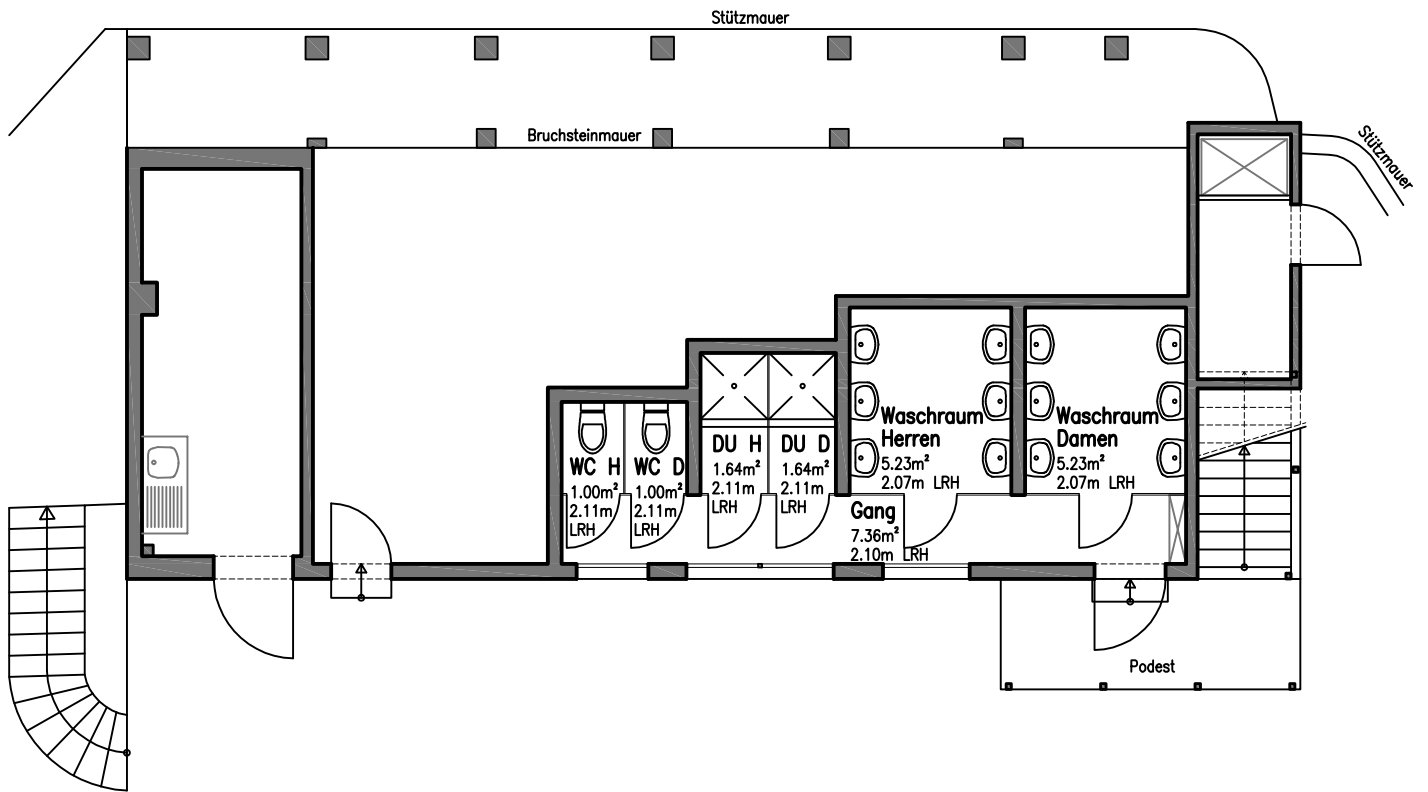 Stützmauer
Bruchsteinmauer
Stützmauer
WC H
1.00m²
2.11m
LRH
WC D
1.00m²
2.11m
LRH
DU H
1.64m²
2.11m
LRH
DU D
1.64m²
2.11m
LRH
Waschraum
Herren
5.23m²
2.07m LRH
Waschraum
Damen
5.23m²
2.07m LRH
Gang
7.36m²
2.10m LRH
Podest